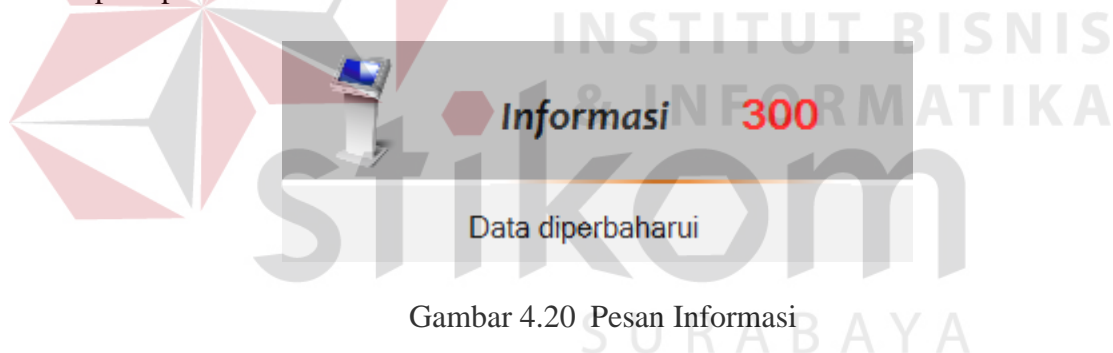 INSTITUT BISNIS
& INFORMATIKA
Informasi 300
stikom
Data diperbaharui
Gambar 4.20 Pesan Informasi
SURABAYA